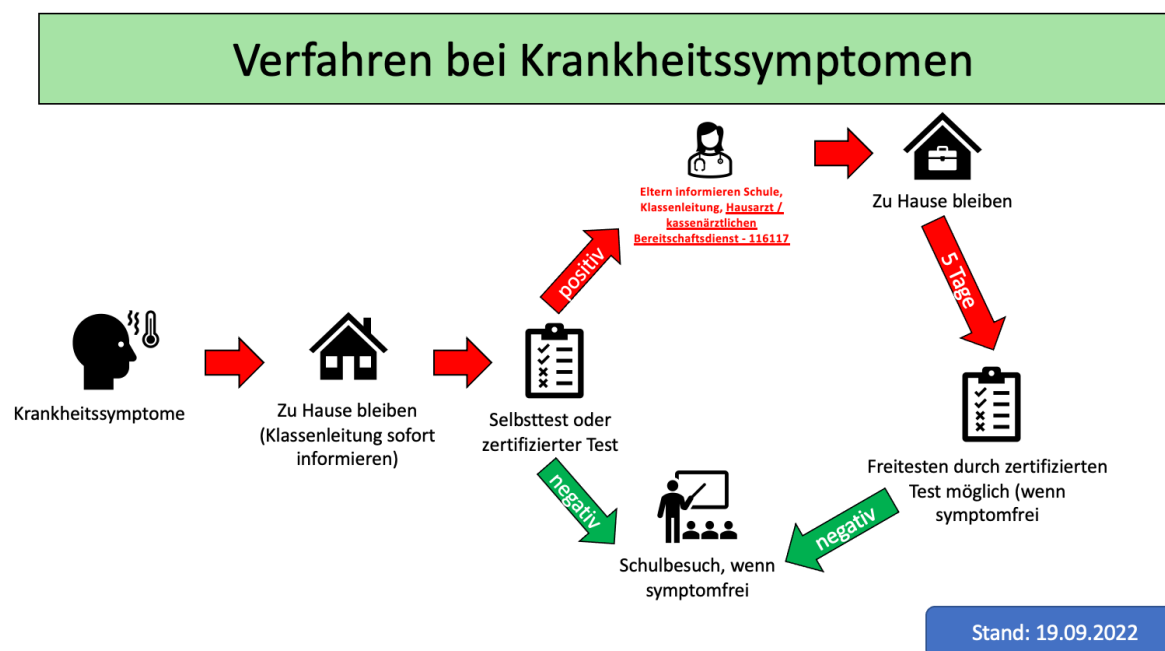 Verfahren bei Krankheitssymptomen
Krankheitssymptome
Zu Hause bleiben
(Klassenleitung sofort
informieren)
Selbsttest oder
zertifizierter Test
positiv
Eltern informieren Schule,
Klassenleitung, Hausarzt /
kassenärztlichen
Bereitschaftsdienst - 116117
Zu Hause bleiben
5 Tage
Freitesten durch zertifizierten
Test möglich (wenn
symptomfrei
negativ
negativ
Schulbesuch, wenn
symptomfrei
Stand: 19.09.2022